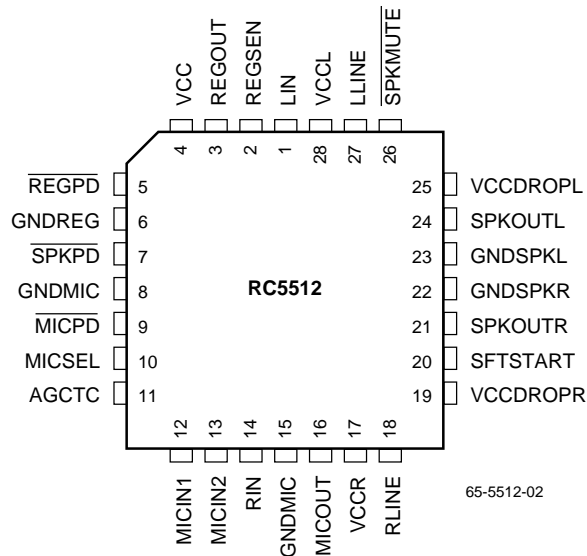 VCC REGOUT REGSEN LIN VCCL LLINE SPKMUTE
4 3 2 1 28 27 26
REGPD 5
GNDREG 6
SPKPD 7
GNDMIC 8
MICPD 9
MICSEL 10
AGCTC 11
RC5512
25 VCCDROPL
24 SPKOUTL
23 GNDSPKL
22 GNDSPKR
21 SPKOUTR
20 SFTSTART
19 VCCDROPR
12 13 14 15 16 17 18
MICIN1 MICIN2 RIN GNDMIC MICOUT VCCR RLINE
65-5512-02